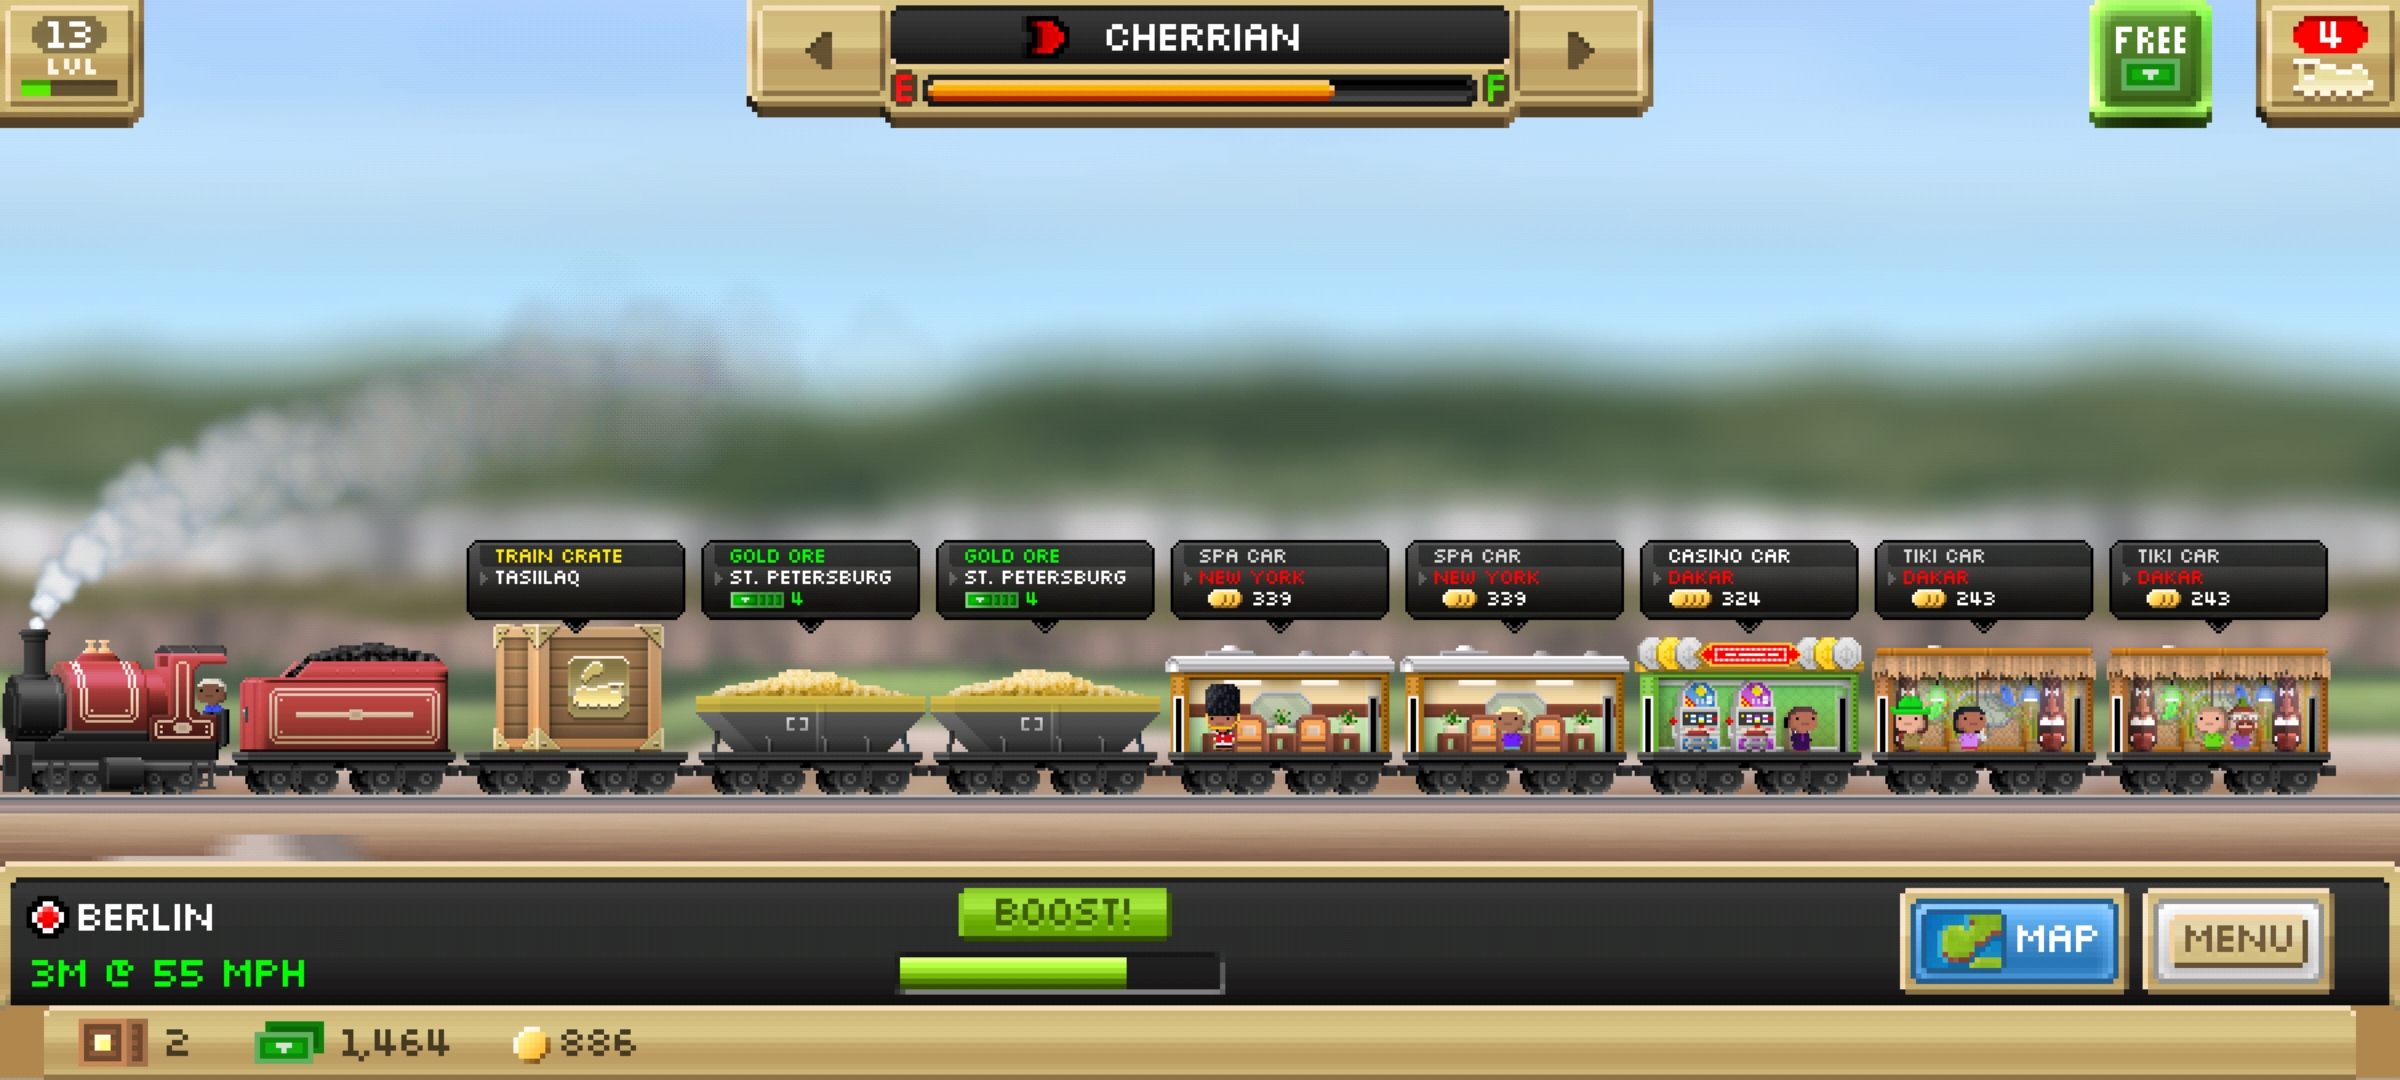 13
LVL
CHERRIAN
E F
FREE
4
TRAIN CRATE
TASIILAQ
GOLD ORE
ST. PETERSBURG
4
GOLD ORE
ST. PETERSBURG
4
SPA CAR
NEW YORK
339
SPA CAR
NEW YORK
339
CASINO CAR
DAKAR
324
TIKI CAR
DAKAR
243
TIKI CAR
DAKAR
243
BERLIN
3M @ 55 MPH
BOOST!
MAP
MENU
2
1,464
886